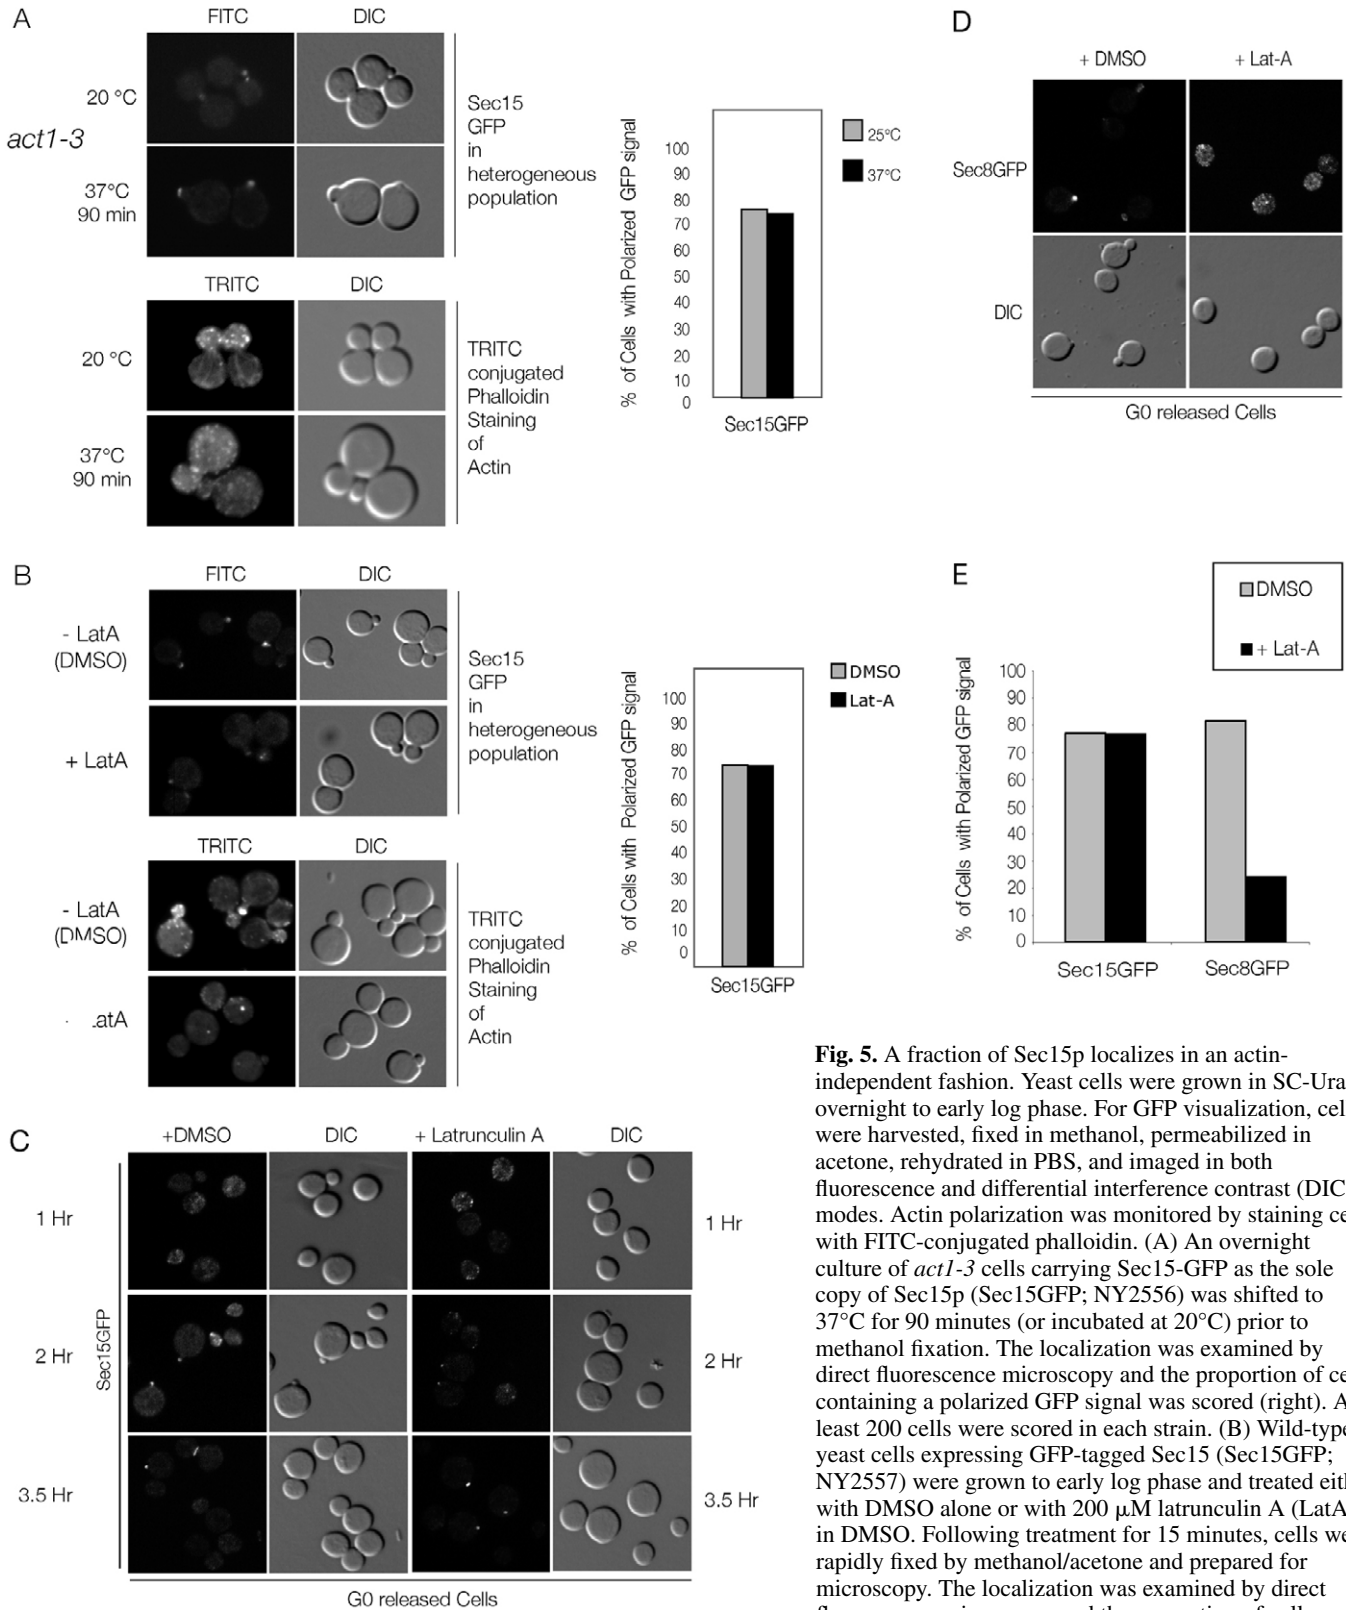 A
FITC
DIC
20 °C
act1-3
37°C
90 min
Sec15
GFP
in
heterogeneous
population
TRITC
DIC
20 °C
37°C
90 min
TRITC
conjugated
Phalloidin
Staining
of
Actin
% of Cells with Polarized GFP signal
100
90
80
70
60
50
40
30
20
10
0
Sec15GFP
25°C
37°C
D
+ DMSO
+ Lat-A
Sec8GFP
DIC
G0 released Cells
B
FITC
DIC
- LatA
(DMSO)
+ LatA
Sec15
GFP
in
heterogeneous
population
TRITC
DIC
- LatA
(DMSO)
TRITC
conjugated
Phalloidin
Staining
of
Actin
% of Cells with Polarized GFP signal
100
90
80
70
60
50
40
30
20
10
0
Sec15GFP
DMSO
Lat-A
E
DMSO
+ Lat-A
% of Cells with Polarized GFP signal
100
90
80
70
60
50
40
30
20
10
0
Sec15GFP
Sec8GFP
C
+DMSO
DIC
+ Latrunculin A
DIC
Sec15GFP
1 Hr
1 Hr
2 Hr
2 Hr
3.5 Hr
3.5 Hr
G0 released Cells
Fig. 5. A fraction of Sec15p localizes in an actin-
independent fashion. Yeast cells were grown in SC-Ura
overnight to early log phase. For GFP visualization,
were harvested, fixed in methanol, permeabilized in
acetone, rehydrated in PBS, and imaged in both
fluorescence and differential interference contrast (DIC
modes. Actin polarization was monitored by staining
with FITC-conjugated phalloidin. (A) An overnight
culture of act1-3 cells carrying Sec15-GFP as the sole
copy of Sec15p (Sec15GFP; NY2556) was shifted to
37°C for 90 minutes (or incubated at 20°C) prior to
methanol fixation. The localization was examined by
direct fluorescence microscopy and the proportion of
containing a polarized GFP signal was scored (right).
least 200 cells were scored in each strain. (B) Wild-type
yeast cells expressing GFP-tagged Sec15 (Sec15GFP;
NY2557) were grown to early log phase and treated
with DMSO alone or with 200 μM latrunculin A (LatA
in DMSO. Following treatment for 15 minutes, cells
rapidly fixed by methanol/acetone and prepared for
microscopy. The localization was examined by direct